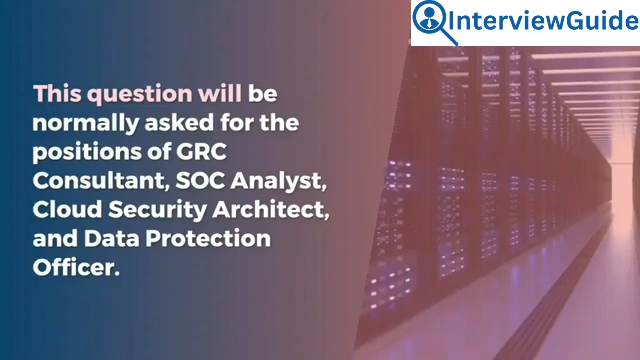 InterviewGuide
This question will be
normally asked for the
positions of GRC
Consultant, SOC Analyst,
Cloud Security Architect,
and Data Protection
Officer.